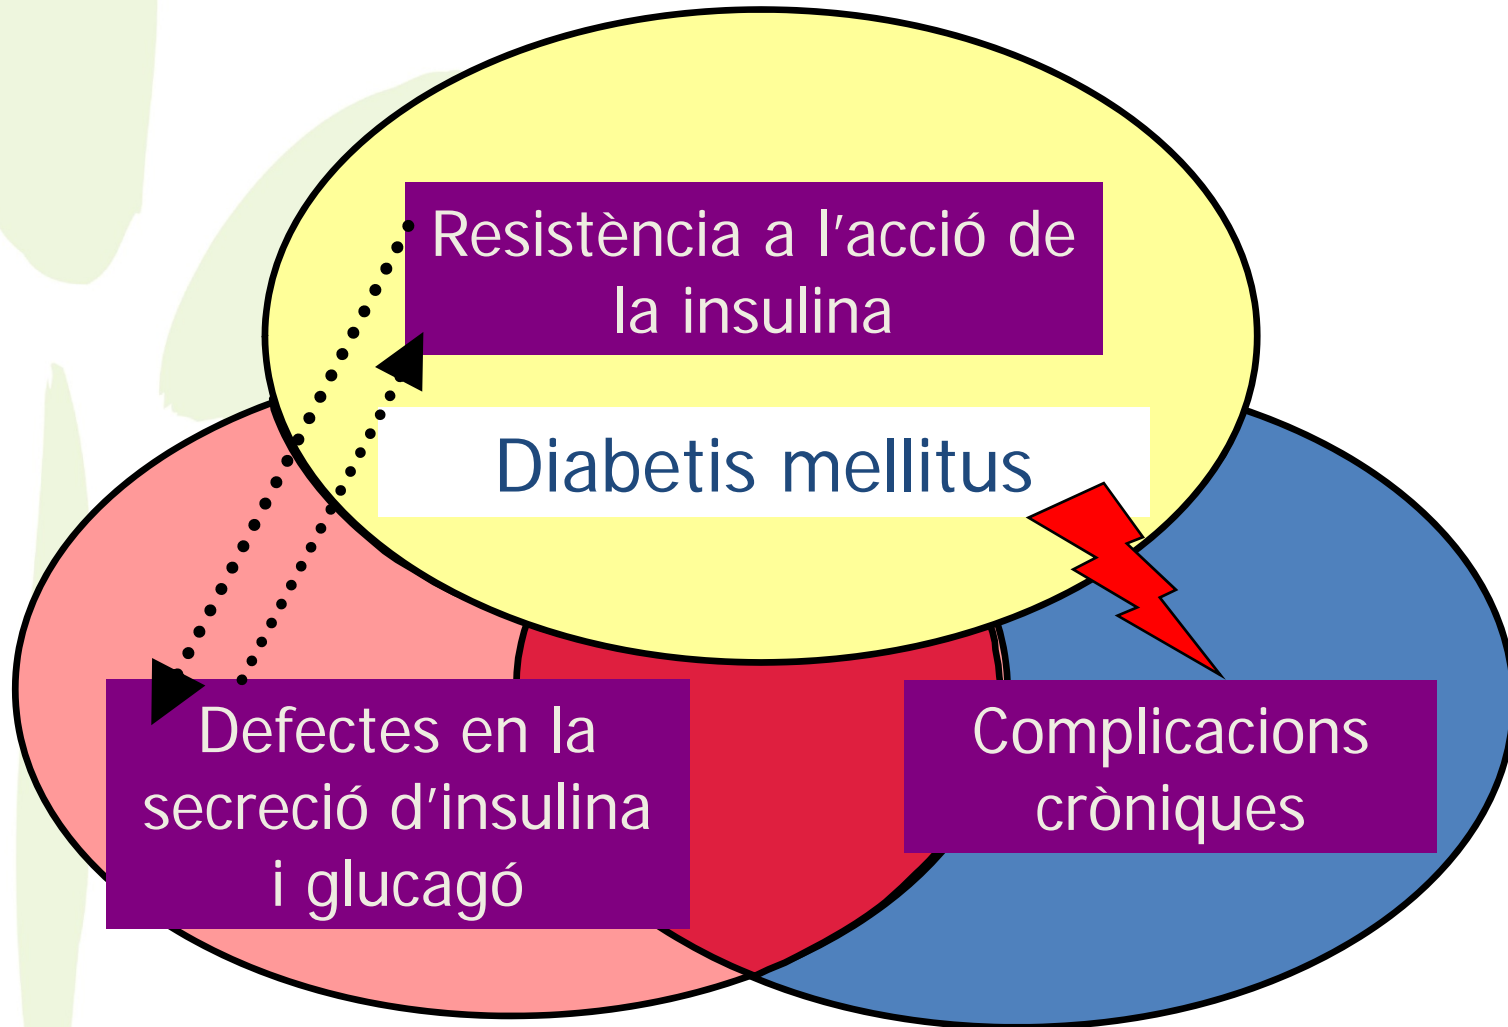 Resistència a l'acció de
la insulina
Diabetis mellitus
Defectes en la
secreció d'insulina
i glucagó
Complicacions
cròniques